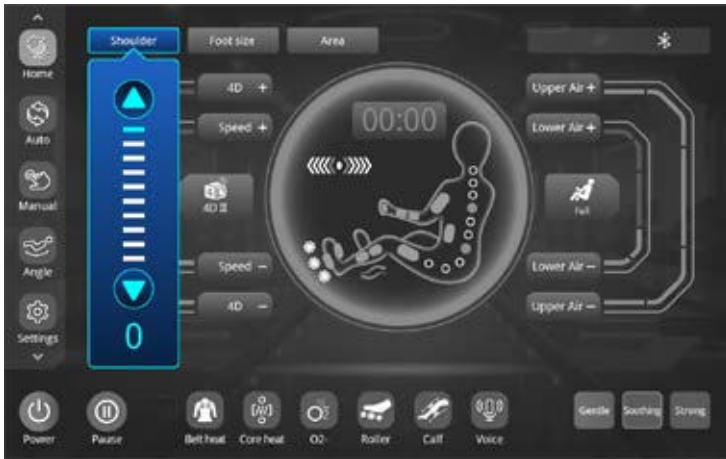 Shoulder
Foot size
Area
Home
Auto
Manual
Angle
Settings
0
4D +
Speed +
4D II
Speed −
4D −
00:00
Upper Air +
Lower Air +
Full
Lower Air −
Upper Air −
Power
Pause
Belt heat
Core heat
O2-
Roller
Calf
Voice
Gentle
Soothing
Strong